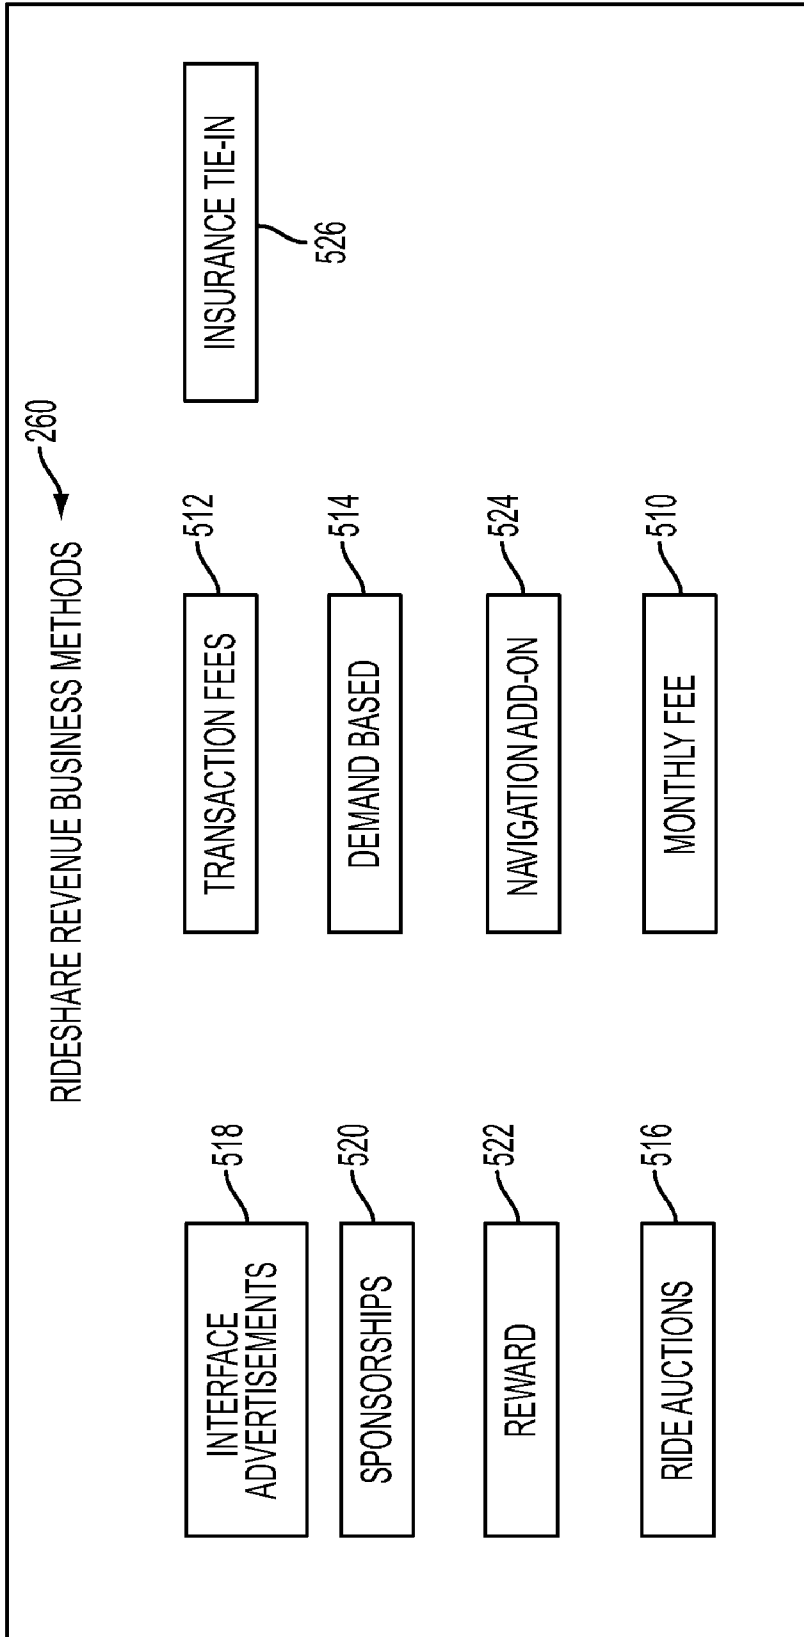 RIDESHARE REVENUE BUSINESS METHODS
260
INTERFACE
ADVERTISEMENTS
518
SPONSORSHIPS
520
REWARD
522
RIDE AUCTIONS
516
TRANSACTION FEES
512
DEMAND BASED
514
NAVIGATION ADD-ON
524
MONTHLY FEE
510
INSURANCE TIE-IN
526